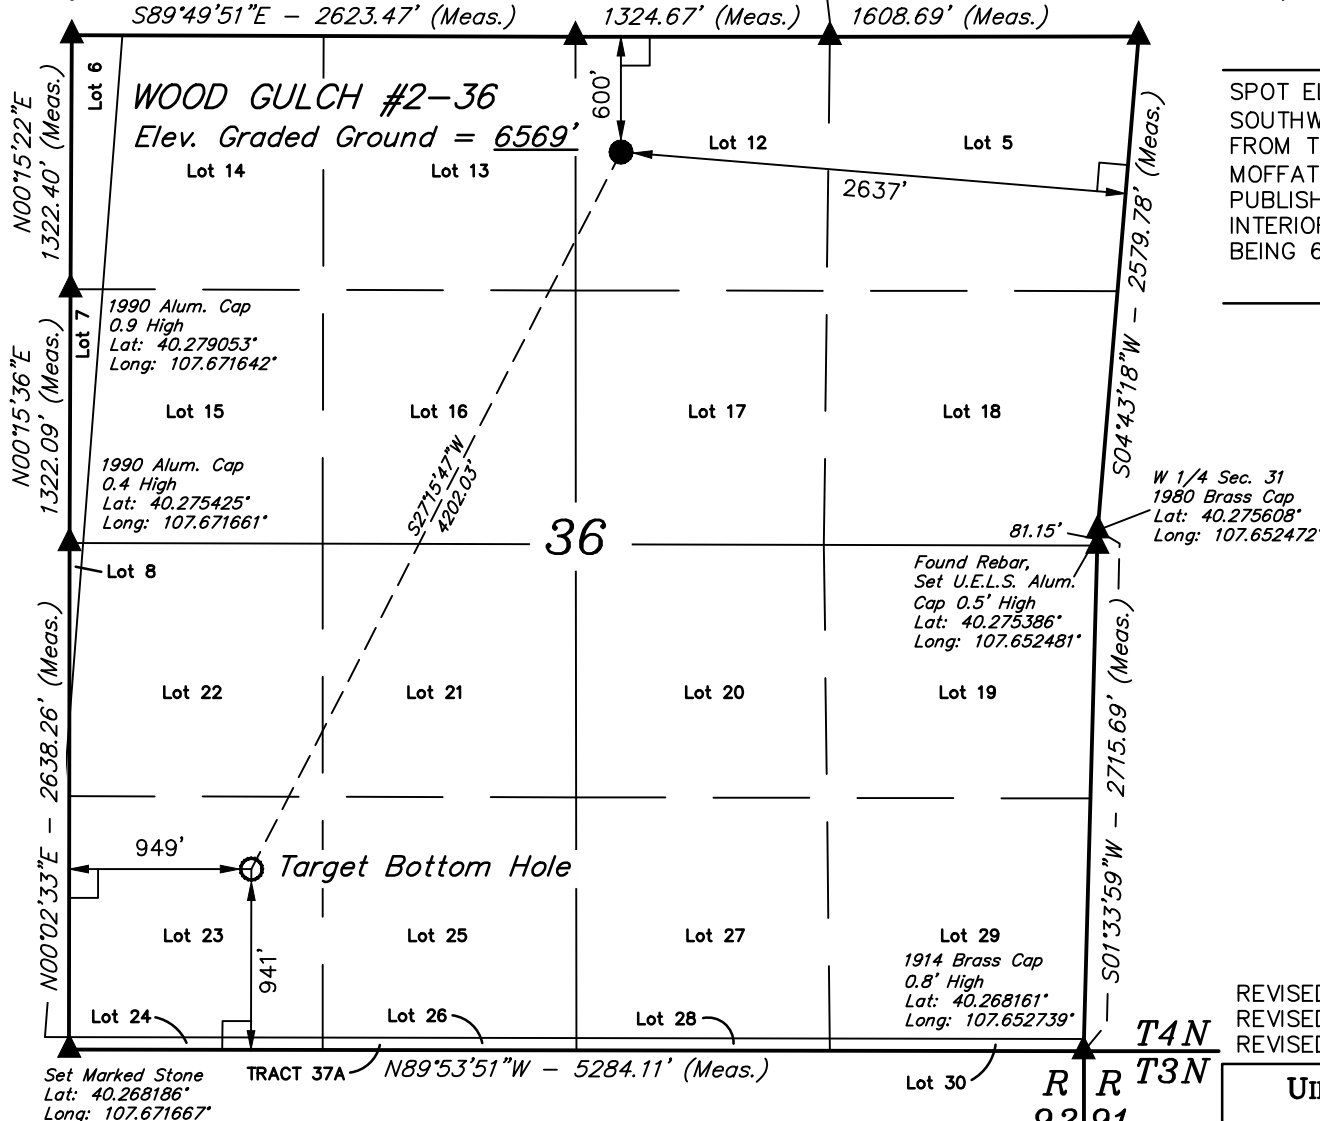 S89°49'51"E - 2623.47' (Meas.)
1324.67' (Meas.)
1608.69' (Meas.)
Lot 6
WOOD GULCH #2-36
Elev. Graded Ground = 6569'
600'
Lot 14
Lot 13
Lot 12
Lot 5
2637'
N00°15'22"E
1322.40' (Meas.)
S04°43'18"W - 2579.78' (Meas.)
SPOT
SOUTHW
FROM
MOFFAT
PUBLISH
INTERIOR
BEING 6
Lot 7
1990 Alum. Cap
0.9 High
Lat: 40.279053°
Long: 107.671642°
N00°15'36"E
1322.09' (Meas.)
Lot 15
Lot 16
Lot 17
Lot 18
1990 Alum. Cap
0.4 High
Lat: 40.275425°
Long: 107.671661°
S27°15'47"W
4202.03'
36
W 1/4 Sec. 31
1980 Brass Cap
Lat: 40.275608°
Long: 107.652472°
81.15'
Found Rebar,
Set U.E.L.S. Alum.
Cap 0.5' High
Lat: 40.275386°
Long: 107.652481°
Lot 8
N00°02'33"E - 2638.26' (Meas.)
S01°33'59"W - 2715.69' (Meas.)
Lot 22
Lot 21
Lot 20
Lot 19
949'
Target Bottom Hole
941'
Lot 23
Lot 25
Lot 27
Lot 29
1914 Brass Cap
0.8' High
Lat: 40.268161°
Long: 107.652739°
Lot 24
Lot 26
Lot 28
REVISED
REVISED
REVISED
T4N
T3N
Set Marked Stone
Lat: 40.268186°
Long: 107.671667°
TRACT 37A
N89°53'51"W - 5284.11' (Meas.)
Lot 30
R R
92 91